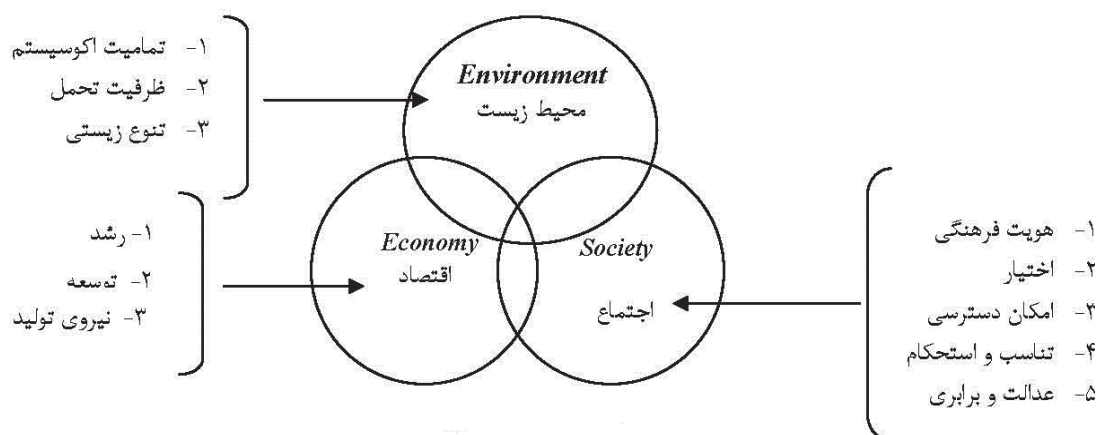 ۱- تمامیت اکوسیستم
۲- ظرفیت تحمل
۳- تنوع زیستی
Environment
محیط زیست
۱- رشد
۲- توسعه
۳- نیروی تولید
Economy
اقتصاد
Society
اجتماع
۱- هویت فرهنگی
۲- اختیار
۳- امکان دسترسی
۴- تناسب و استحکام
۵- عدالت و برابری